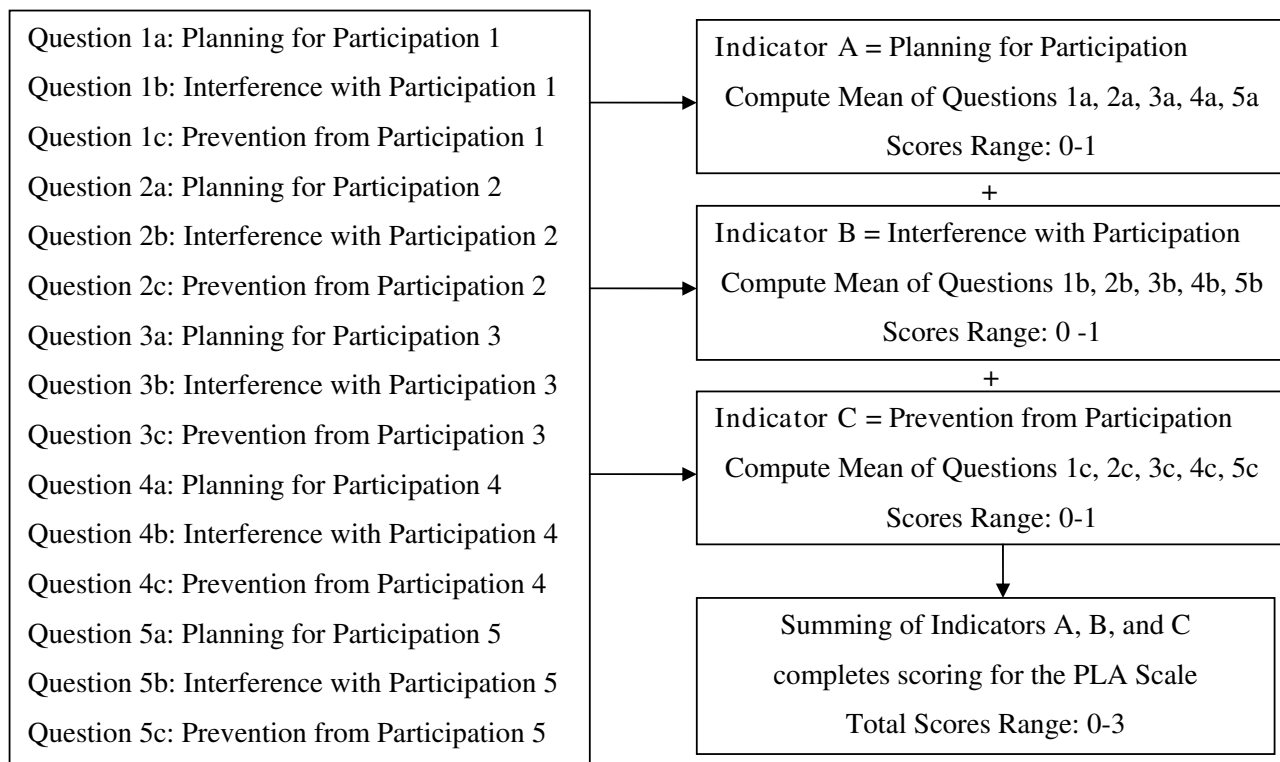 Question 1a: Planning for Participation 1
Question 1b: Interference with Participation 1
Question 1c: Prevention from Participation 1
Question 2a: Planning for Participation 2
Question 2b: Interference with Participation 2
Question 2c: Prevention from Participation 2
Question 3a: Planning for Participation 3
Question 3b: Interference with Participation 3
Question 3c: Prevention from Participation 3
Question 4a: Planning for Participation 4
Question 4b: Interference with Participation 4
Question 4c: Prevention from Participation 4
Question 5a: Planning for Participation 5
Question 5b: Interference with Participation 5
Question 5c: Prevention from Participation 5
Indicator A = Planning for Participation
Compute Mean of Questions 1a, 2a, 3a, 4a, 5a
Scores Range: 0-1
+
Indicator B = Interference with Participation
Compute Mean of Questions 1b, 2b, 3b, 4b, 5b
Scores Range: 0 -1
+
Indicator C = Prevention from Participation
Compute Mean of Questions 1c, 2c, 3c, 4c, 5c
Scores Range: 0-1
Summing of Indicators A, B, and C
completes scoring for the PLA Scale
Total Scores Range: 0-3